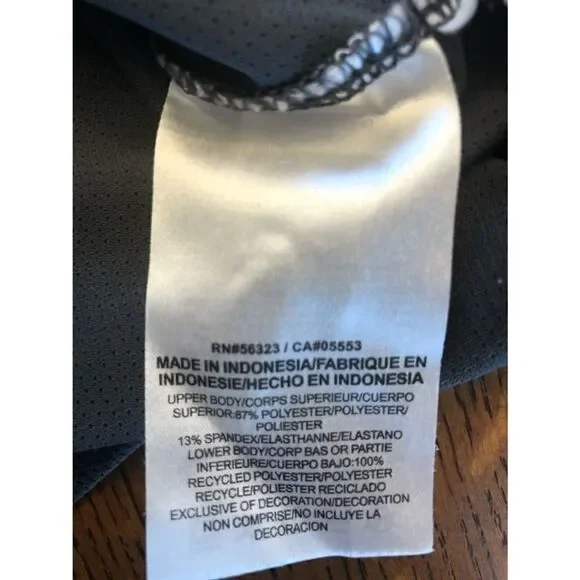 RN#56323 / CA#05553
MADE IN INDONESIA/FABRIQUE EN
INDONESIE/HECHO EN INDONESIA
UPPER BODY/CORPS SUPERIEUR/CUERPO
SUPERIOR:87% POLYESTER/POLYESTER/
POLIESTER
13% SPANDEX/ELASTHANNE/ELASTANO
LOWER BODY/CORP BAS OR PARTIE
INFERIEURE/CUERPO BAJO:100%
RECYCLED POLYESTER/POLYESTER
RECYCLE/POLIESTER RECICLADO
EXCLUSIVE OF DECORATION/DECORATION
NON COMPRISE/NO INCLUYE LA
DECORACION